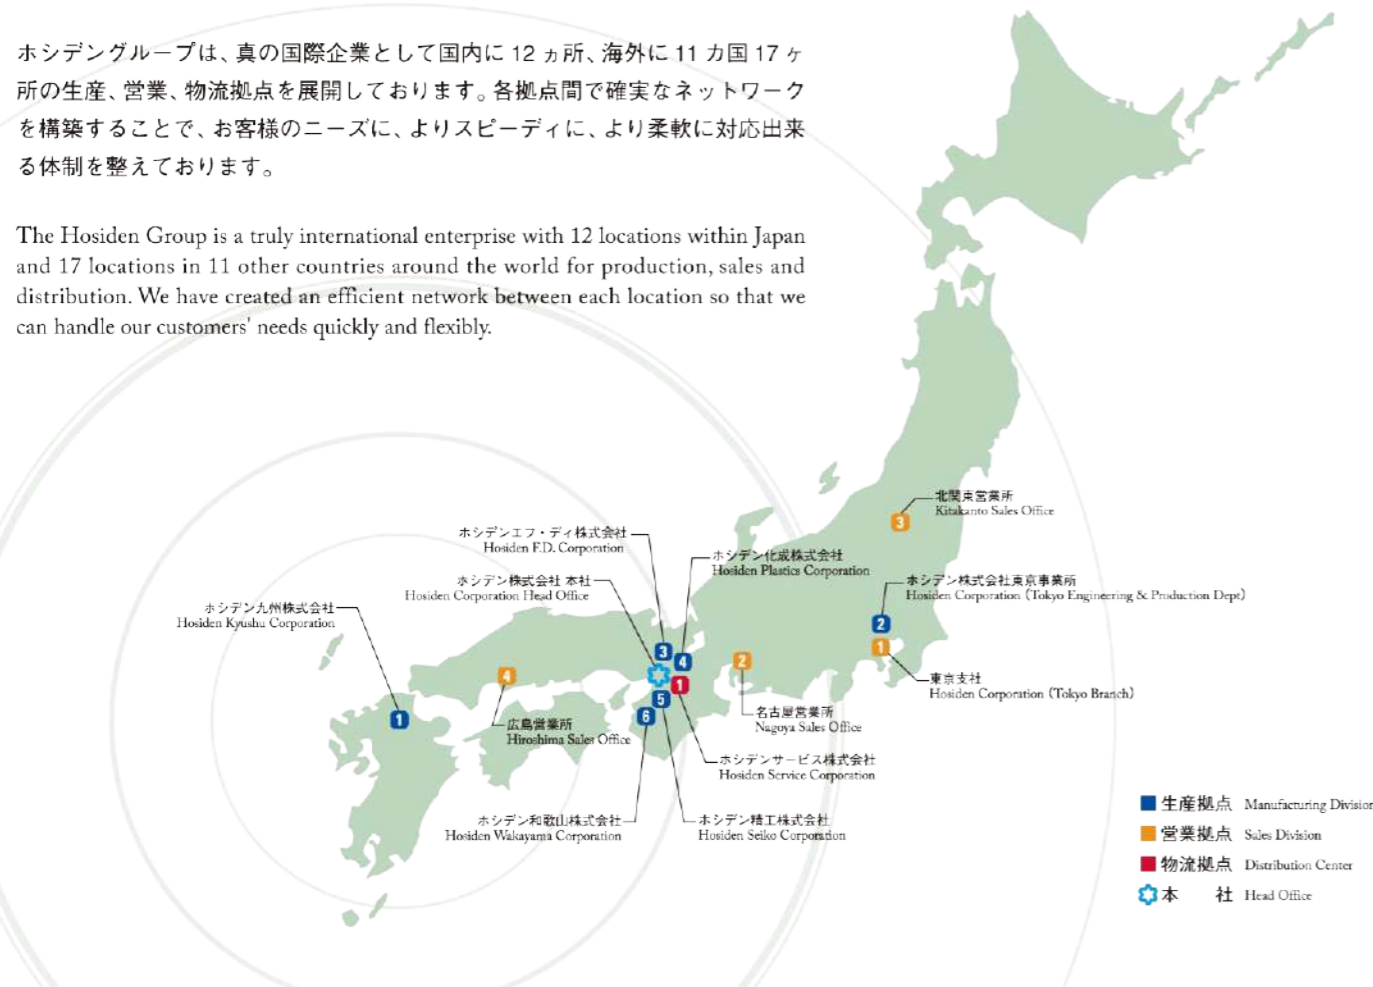 ホシデングループは、真の国際企業として国内に 12 ヵ所、海外に 11 カ国 17 ヶ
所の生産、営業、物流拠点を展開しております。各拠点間で確実なネットワーク
を構築することで、お客様のニーズに、よりスピーディに、より柔軟に対応出来
る体制を整えております。
The Hosiden Group is a truly international enterprise with 12 locations within Japan
and 17 locations in 11 other countries around the world for production, sales and
distribution. We have created an efficient network between each location so that we
can handle our customers' needs quickly and flexibly.
北関東営業所
Kitakanto Sales Office
3
ホシデンエフ・ディ株式会社
Hosiden F.D. Corporation
ホシデン化成株式会社
Hosiden Plastics Corporation
ホシデン株式会社 本社
Hosiden Corporation Head Office
ホシデン株式会社東京事業所
Hosiden Corporation (Tokyo Engineering & Production Dept)
ホシデン九州株式会社
Hosiden Kyushu Corporation
2
1
3
4
2
4
1
5
6
1
東京支社
Hosiden Corporation (Tokyo Branch)
名古屋営業所
Nagoya Sales Office
広島営業所
Hiroshima Sales Office
ホシデンサービス株式会社
Hosiden Service Corporation
ホシデン和歌山株式会社
Hosiden Wakayama Corporation
ホシデン精工株式会社
Hosiden Seiko Corporation
生産拠点 Manufacturing Division
営業拠点 Sales Division
物流拠点 Distribution Center
本 社 Head Office